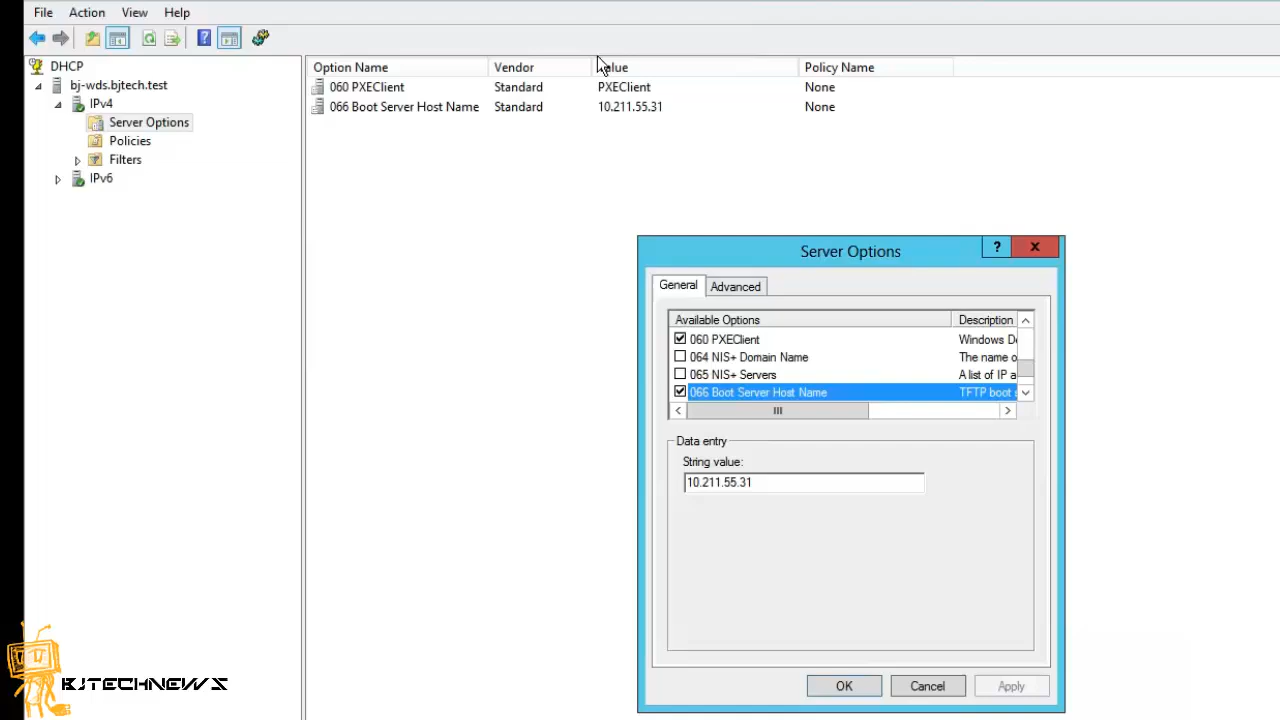 File Action View Help
DHCP
bj-wds.bjtech.test
IPv4
Server Options
Policies
Filters
IPv6
Option Name Vendor Value Policy Name
060 PXEClient Standard PXEClient None
066 Boot Server Host Name Standard 10.211.55.31 None
Server Options
General Advanced
Available Options Description
060 PXEClient Windows De
064 NIS+ Domain Name The name o
065 NIS+ Servers A list of IP a
066 Boot Server Host Name TFTP boot s
Data entry
String value:
10.211.55.31
OK Cancel Apply
BJTECHNEWS